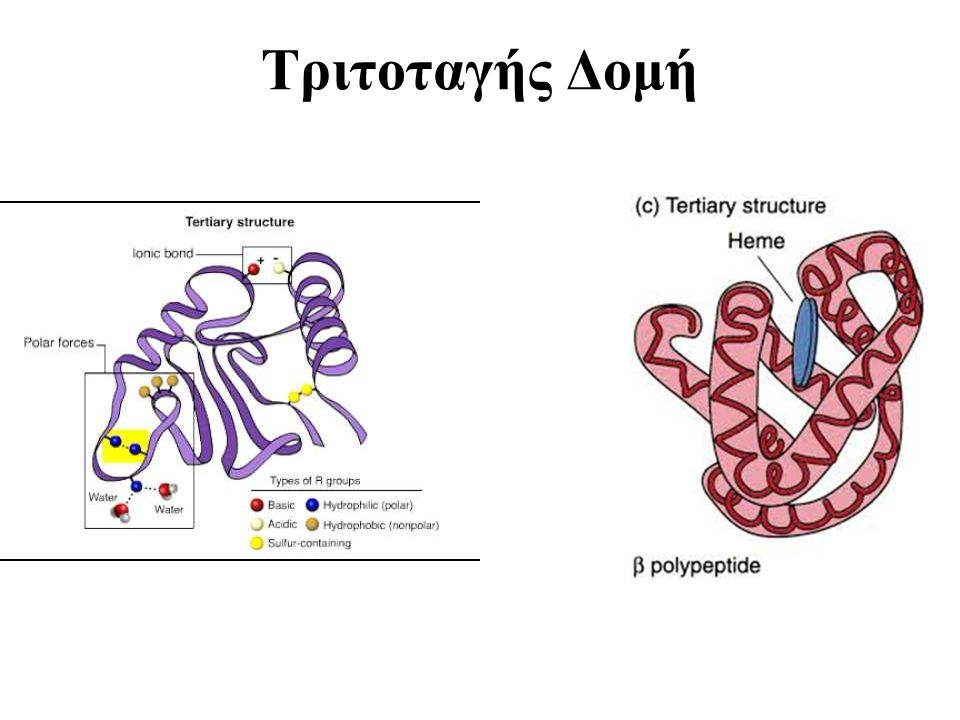 Τριτοταγής Δομή
Tertiary structure
Ionic bond
+ -
Polar forces
Water
Water
Types of R groups
Basic
Hydrophilic (polar)
Acidic
Hydrophobic (nonpolar)
Sulfur-containing
(c) Tertiary structure
Heme
β polypeptide